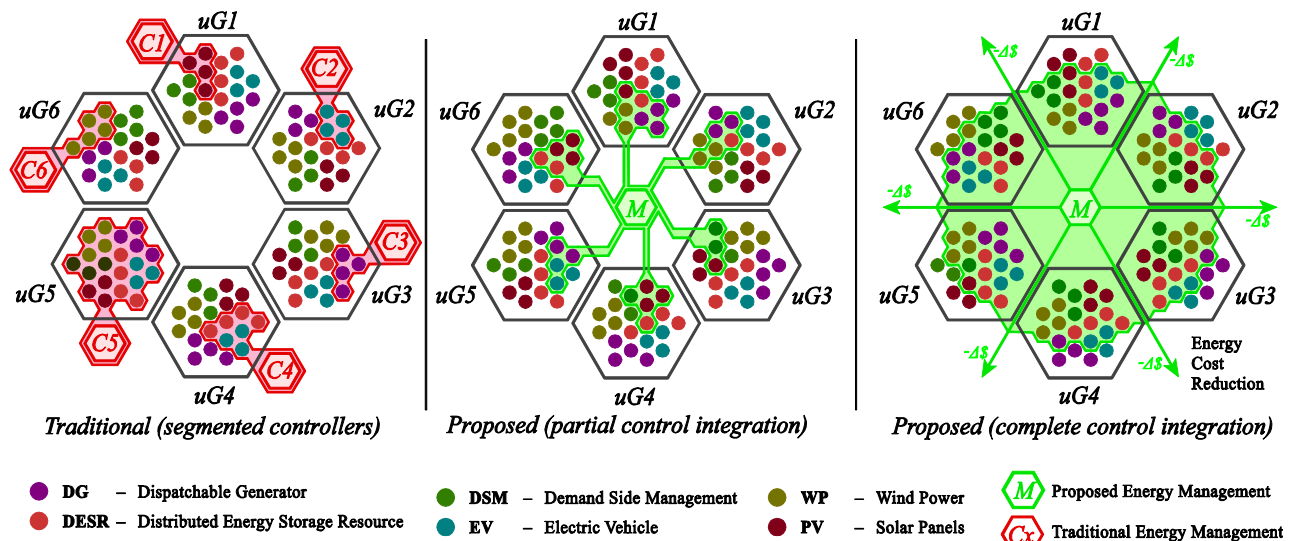 uG1
C1
C2
uG6
uG2
C6
C3
uG5
uG3
C5
C4
uG4
Traditional (segmented controllers)
uG1
uG6
uG2
M
uG5
uG3
uG4
Proposed (partial control integration)
uG1
-Δ$
-Δ$
uG6
uG2
-Δ$
M
-Δ$
uG5
uG3
-Δ$
-Δ$
Energy
Cost
Reduction
uG4
Proposed (complete control integration)
DG – Dispatchable Generator
DESR – Distributed Energy Storage Resource
DSM – Demand Side Management
EV – Electric Vehicle
WP – Wind Power
PV – Solar Panels
M Proposed Energy Management
Cx Traditional Energy Management